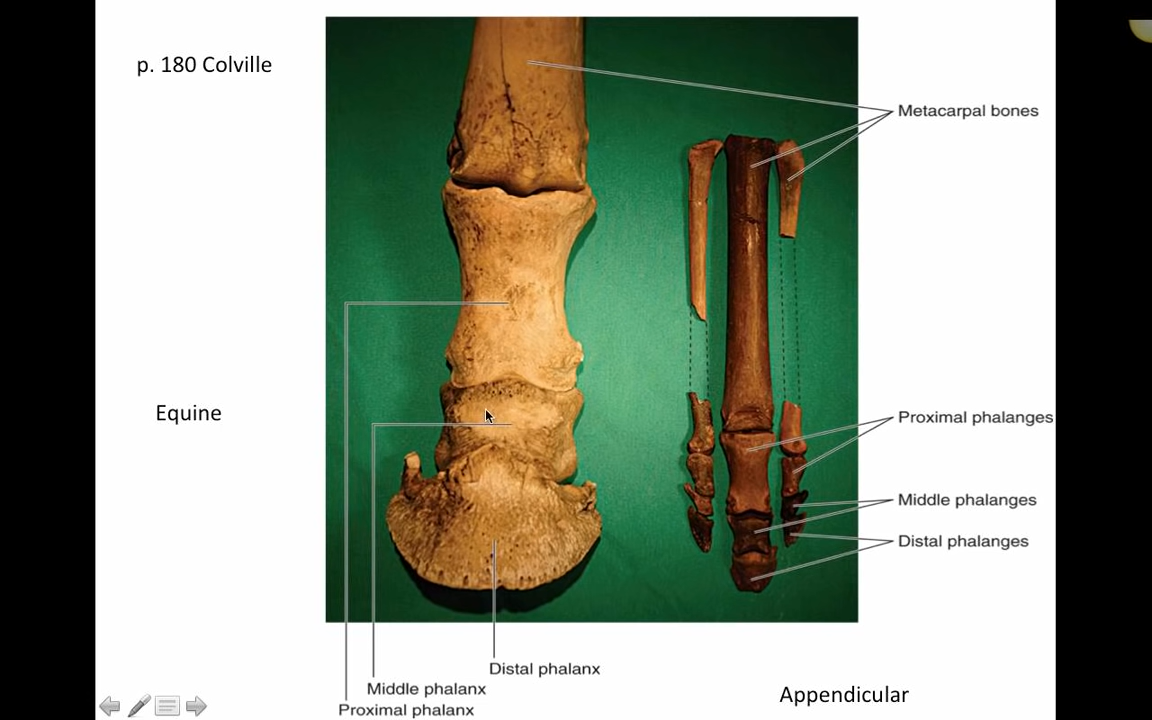 p. 180 Colville
Metacarpal bones
Equine
Proximal phalanges
Middle phalanges
Distal phalanges
Distal phalanx
Middle phalanx
Proximal phalanx
Appendicular